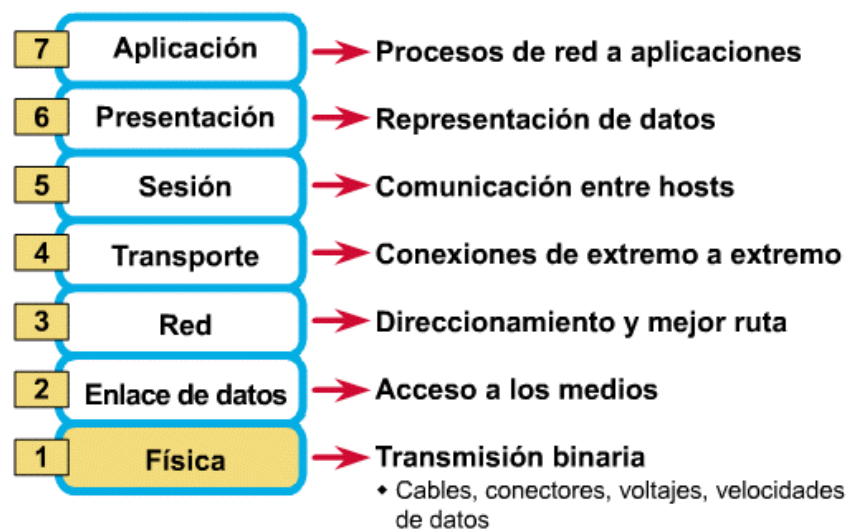 7 Aplicación Procesos de red a aplicaciones
6 Presentación Representación de datos
5 Sesión Comunicación entre hosts
4 Transporte Conexiones de extremo a extremo
3 Red Direccionamiento y mejor ruta
2 Enlace de datos Acceso a los medios
1 Física Transmisión binaria
Cables, conectores, voltajes, velocidades
de datos